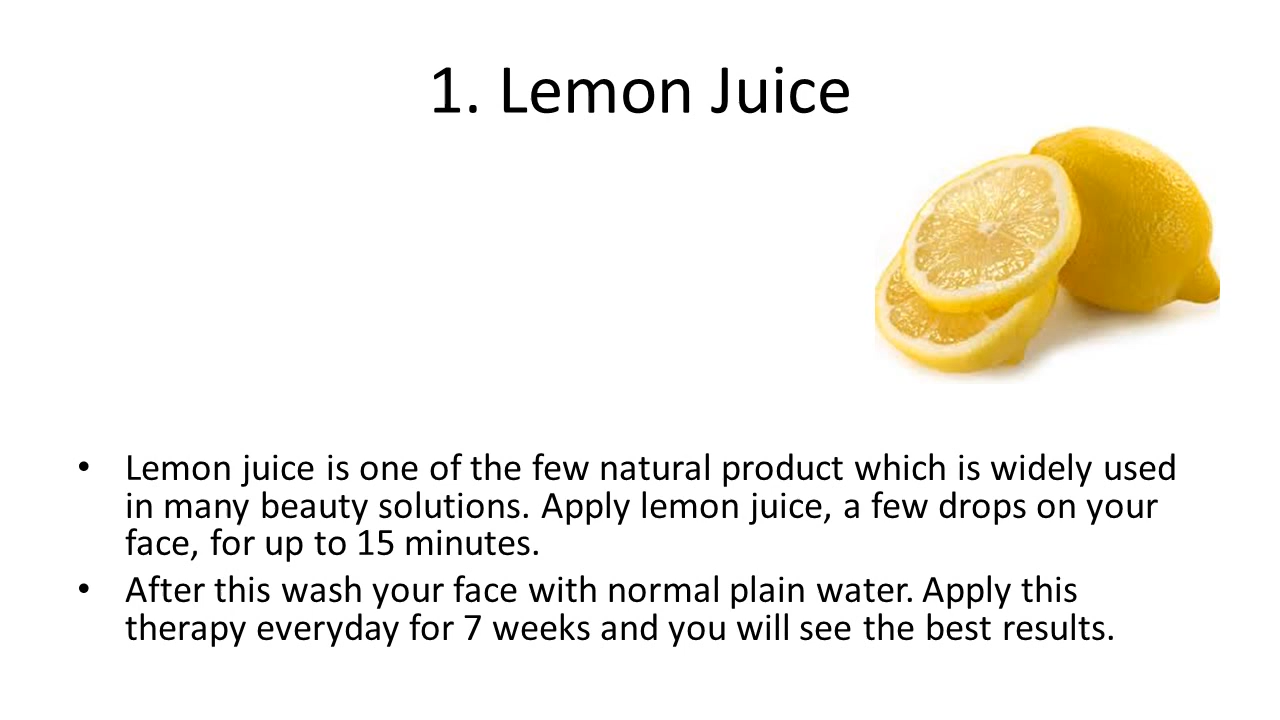 1. Lemon Juice
• Lemon juice is one of the few natural product which is widely used
in many beauty solutions. Apply lemon juice, a few drops on your
face, for up to 15 minutes.
• After this wash your face with normal plain water. Apply this
therapy everyday for 7 weeks and you will see the best results.